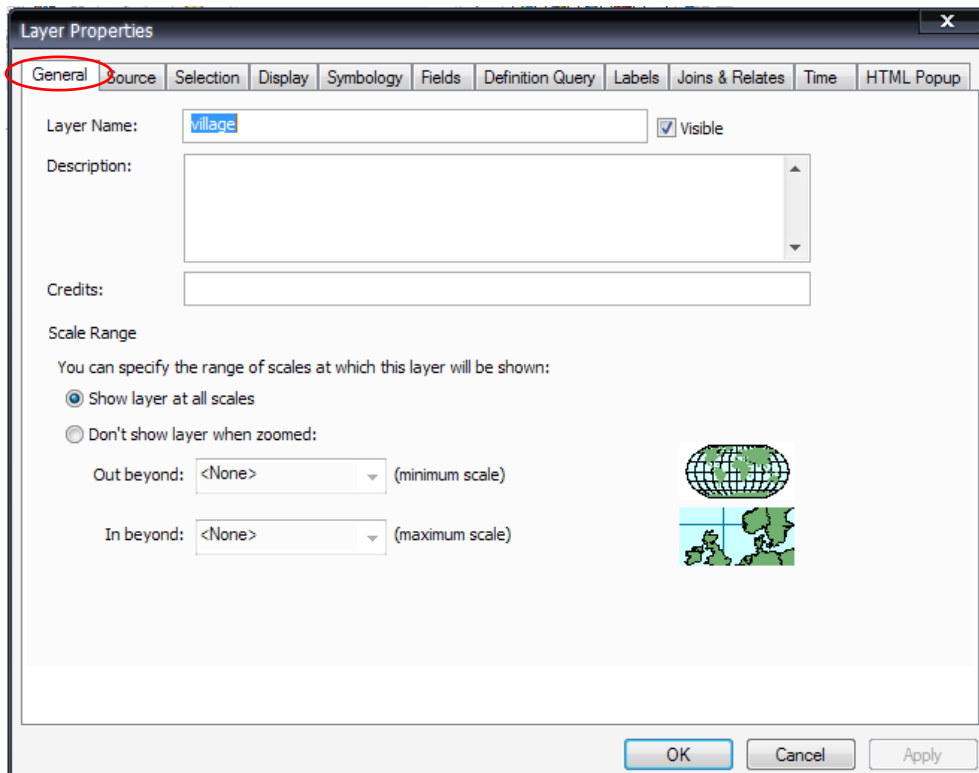 Layer Properties
x
General Source Selection Display Symbology Fields Definition Query Labels Joins & Relates Time HTML Popup
Layer Name: village Visible
Description:
Credits:
Scale Range
You can specify the range of scales at which this layer will be shown:
Show layer at all scales
Don't show layer when zoomed:
Out beyond: <None> (minimum scale)
In beyond: <None> (maximum scale)
OK Cancel Apply